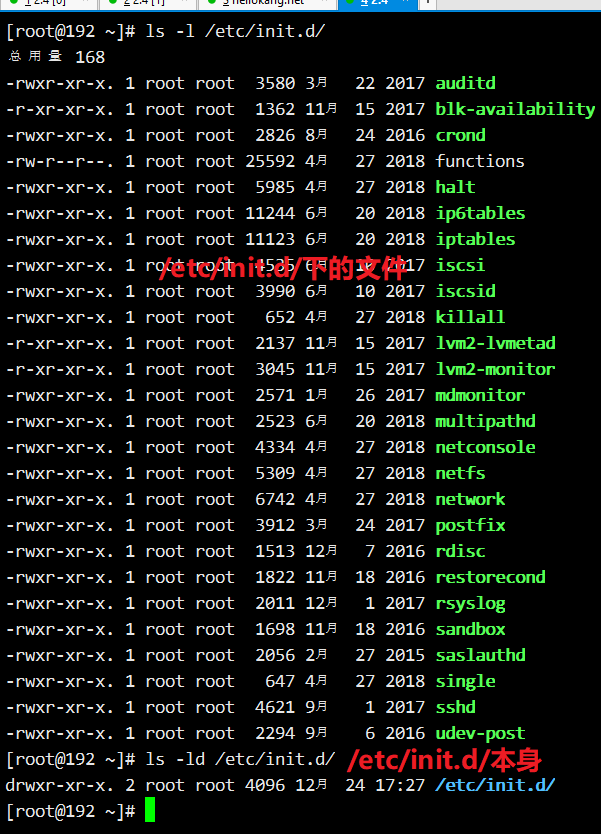 1 2.4 [0] × 2 2.4 [1] × 3 hellokang.net × 4 2.4 × +
[root@192 ~]# ls -l /etc/init.d/
总用量 168
-rwxr-xr-x. 1 root root 3580 3月 22 2017 auditd
-r-xr-xr-x. 1 root root 1362 11月 15 2017 blk-availability
-rwxr-xr-x. 1 root root 2826 8月 24 2016 crond
-rw-r--r--. 1 root root 25592 4月 27 2018 functions
-rwxr-xr-x. 1 root root 5985 4月 27 2018 halt
-rwxr-xr-x. 1 root root 11244 6月 20 2018 ip6tables
-rwxr-xr-x. 1 root root 11123 6月 20 2018 iptables
-rwxr-xr-x. 1 root root 4535 6月 10 2017 iscsi
/etc/init.d/下的文件
-rwxr-xr-x. 1 root root 3990 6月 10 2017 iscsid
-rwxr-xr-x. 1 root root 652 4月 27 2018 killall
-r-xr-xr-x. 1 root root 2137 11月 15 2017 lvm2-lvmetad
-r-xr-xr-x. 1 root root 3045 11月 15 2017 lvm2-monitor
-rwxr-xr-x. 1 root root 2571 1月 26 2017 mdmonitor
-rwxr-xr-x. 1 root root 2523 6月 20 2018 multipathd
-rwxr-xr-x. 1 root root 4334 4月 27 2018 netconsole
-rwxr-xr-x. 1 root root 5309 4月 27 2018 netfs
-rwxr-xr-x. 1 root root 6742 4月 27 2018 network
-rwxr-xr-x. 1 root root 3912 3月 24 2017 postfix
-rwxr-xr-x. 1 root root 1513 12月 7 2016 rdisc
-rwxr-xr-x. 1 root root 1822 11月 18 2016 restorecond
-rwxr-xr-x. 1 root root 2011 12月 1 2017 rsyslog
-rwxr-xr-x. 1 root root 1698 11月 18 2016 sandbox
-rwxr-xr-x. 1 root root 2056 2月 27 2015 saslauthd
-rwxr-xr-x. 1 root root 647 4月 27 2018 single
-rwxr-xr-x. 1 root root 4621 9月 1 2017 sshd
-rwxr-xr-x. 1 root root 2294 9月 6 2016 udev-post
[root@192 ~]# ls -ld /etc/init.d/ /etc/init.d/本身
drwxr-xr-x. 2 root root 4096 12月 24 17:27 /etc/init.d/
[root@192 ~]#